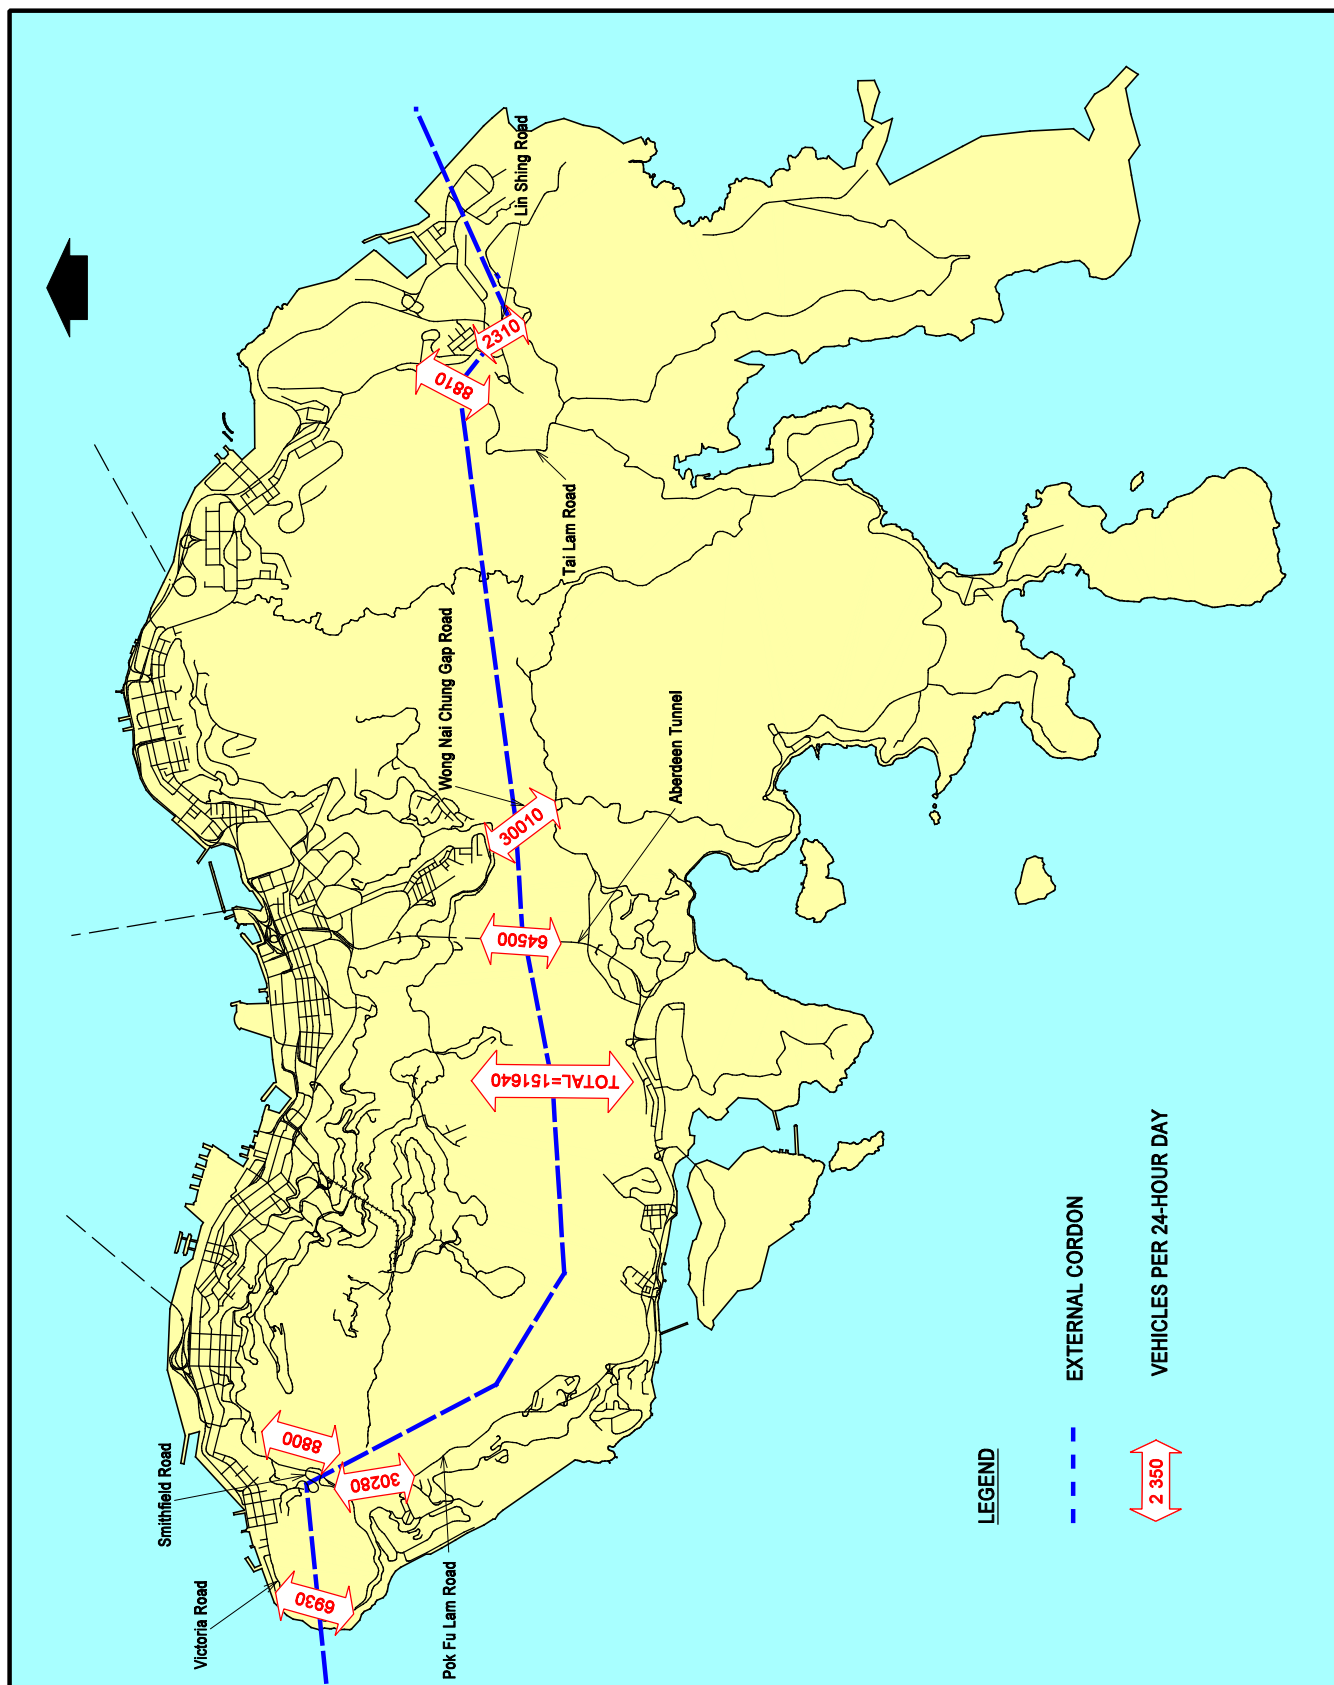 Lin Shing Road
2310
8810
Tai Lam Road
Wong Nai Chung Gap Road
30010
Aberdeen Tunnel
64500
TOTAL=151640
8800
Smithfield Road
30280
6930
Victoria Road
Pok Fu Lam Road
LEGEND
EXTERNAL CORDON
2 350
VEHICLES PER 24-HOUR DAY